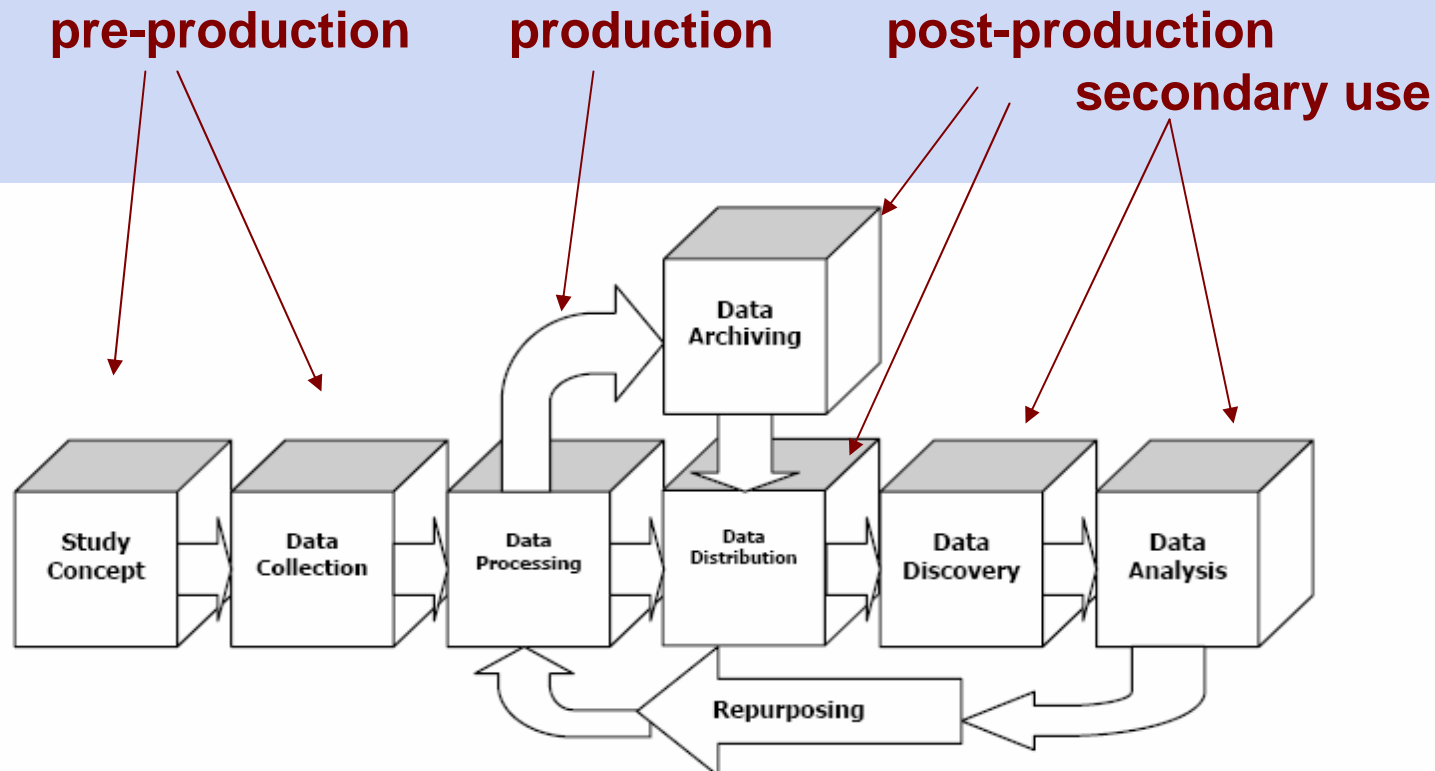 pre-production production post-production
secondary use
Data
Archiving
Study
Concept
Data
Collection
Data
Processing
Data
Distribution
Data
Discovery
Data
Analysis
Repurposing